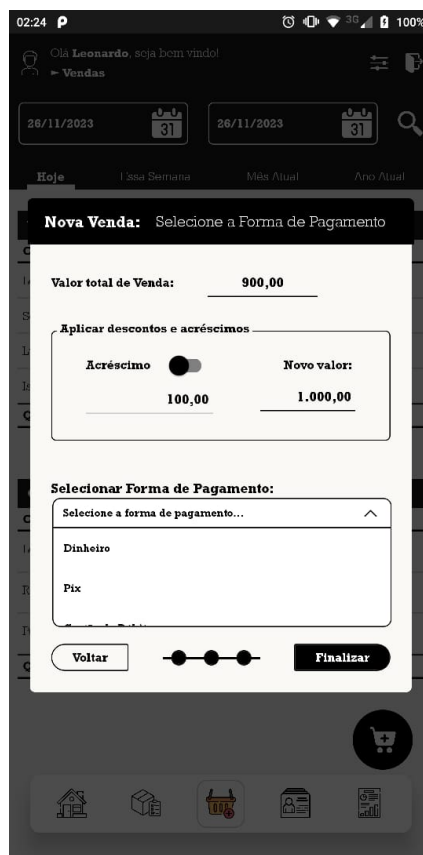 02:24
3G
100%
Olá Leonardo, seja bem vindo!
Vendas
26/11/2023
31
26/11/2023
31
Hoje
Essa Semana
Mês Atual
Ano Atual
Nova Venda: Selecione a Forma de Pagamento
Valor total de Venda: 900,00
Aplicar descontos e acréscimos
Acréscimo
Novo valor:
100,00
1.000,00
Selecionar Forma de Pagamento:
Selecione a forma de pagamento...
Dinheiro
Pix
Voltar
Finalizar